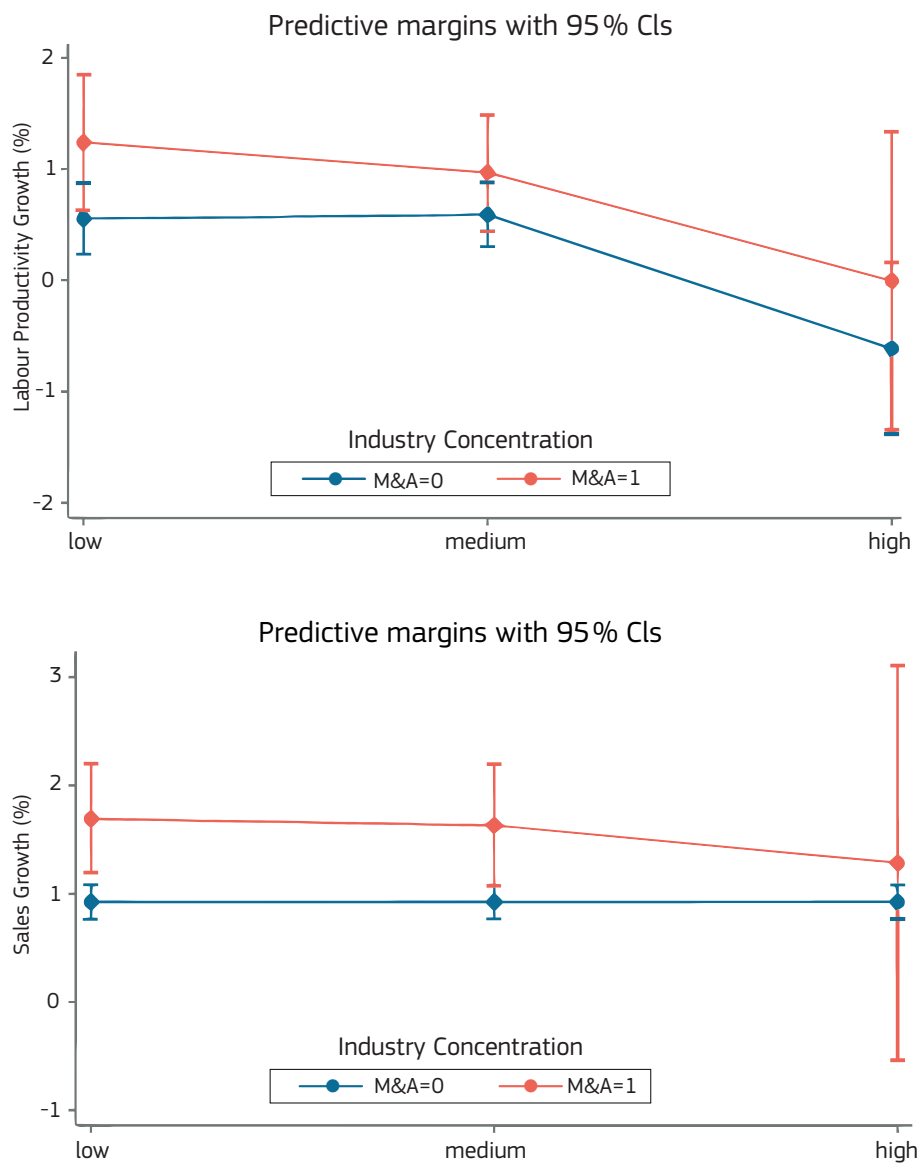 Predictive margins with 95% CIs
2
1
0
-1
-2
Labour Productivity Growth (%)
Industry Concentration
M&A=0 M&A=1
low medium high
Predictive margins with 95% CIs
3
2
1
0
-1
Sales Growth (%)
Industry Concentration
M&A=0 M&A=1
low medium high